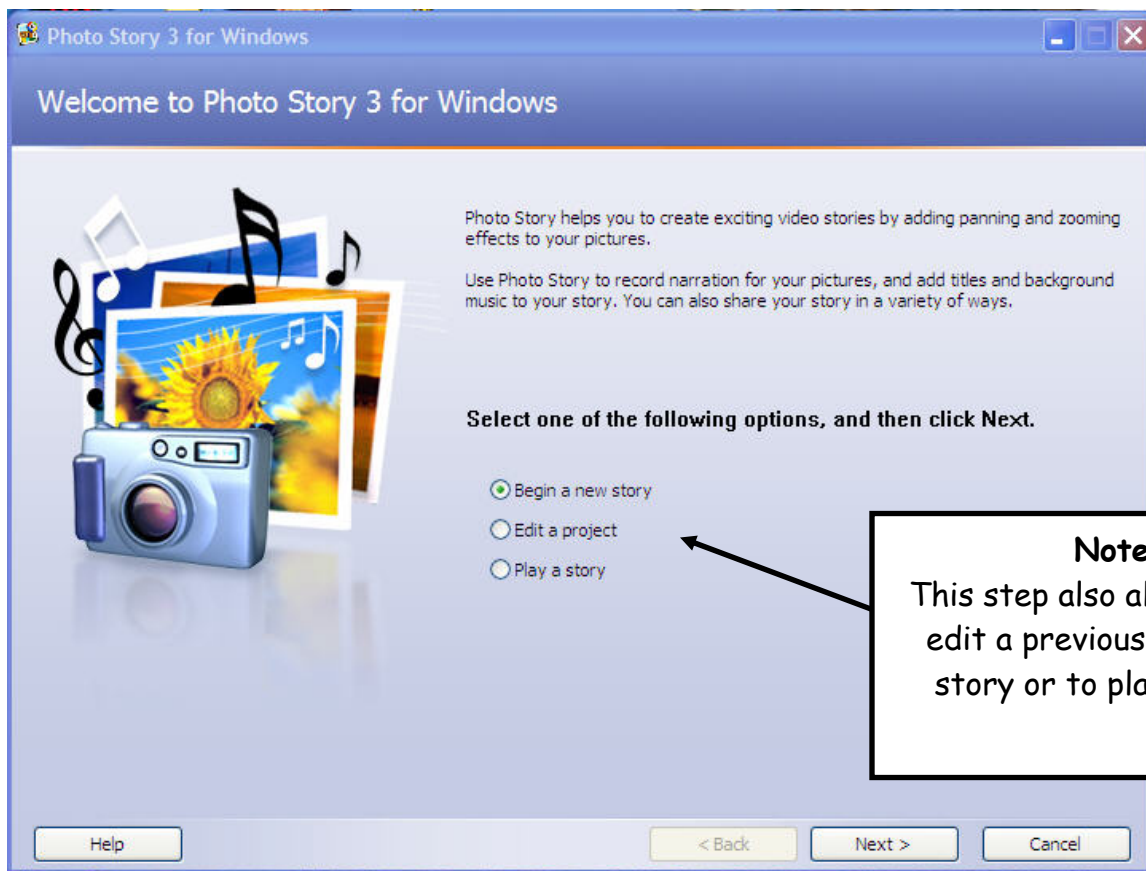 Photo Story 3 for Windows
Welcome to Photo Story 3 for Windows
Photo Story helps you to create exciting video stories by adding panning and zooming
effects to your pictures.
Use Photo Story to record narration for your pictures, and add titles and background
music to your story. You can also share your story in a variety of ways.
Select one of the following options, and then click Next.
Begin a new story
Edit a project
Play a story
Note
This step also al
edit a previous
story or to pla
Help
< Back
Next >
Cancel